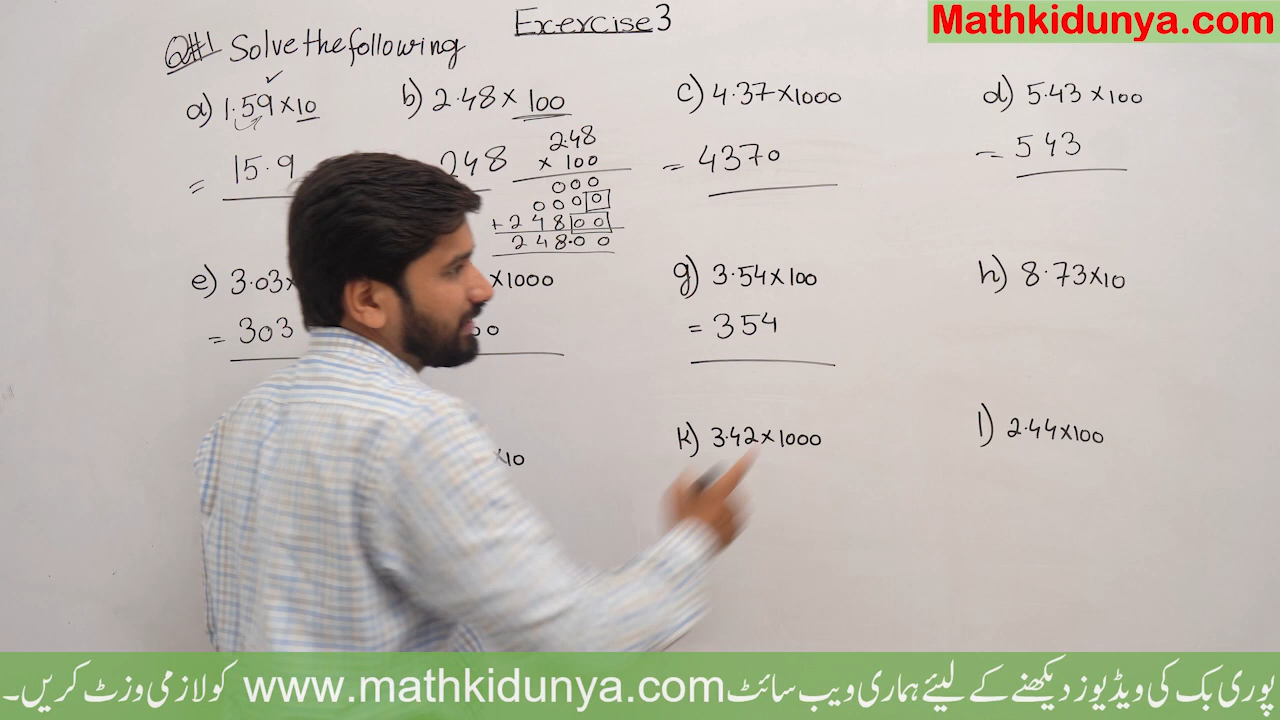 Mathkidunya.com
Exercise 3
Q#1 Solve the following
a) 1.59 × 10
= 15.9
b) 2.48 × 100
248
248
× 100
000
0000
+ 24800
248.00
c) 4.37 × 1000
= 4370
d) 5.43 × 100
= 543
e) 3.03 ×
= 303
× 1000
00
g) 3.54 × 100
= 354
h) 8.73 × 10
× 10
k) 3.42 × 1000
l) 2.44 × 100
پوری بک کی ویڈیوز دیکھنے کے لیئے ہماری ویب سائٹ www.mathkidunya.com کو لازمی وزٹ کریں۔